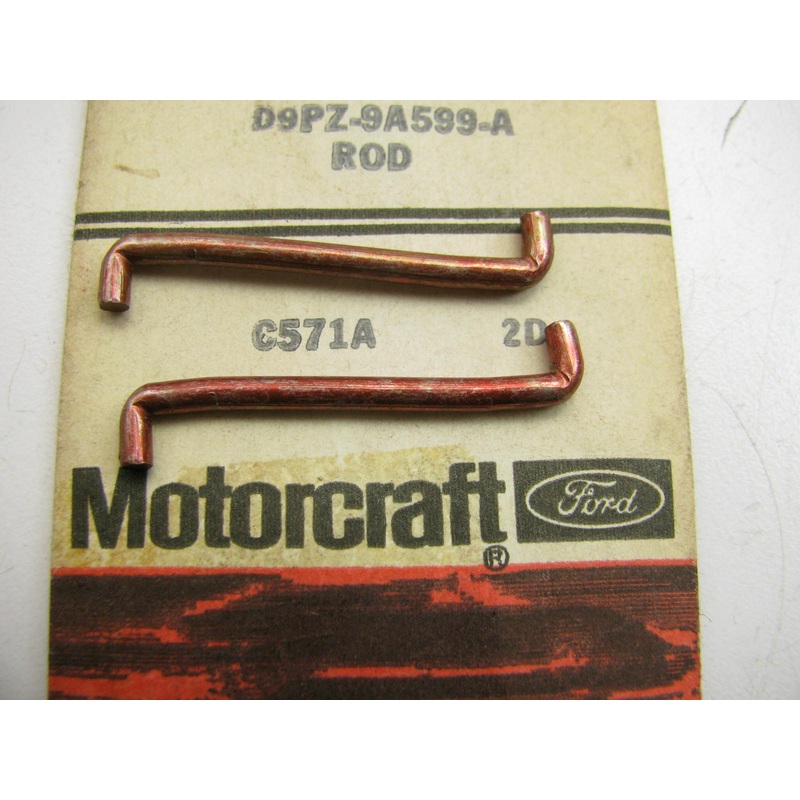 D9PZ-9A599-A
ROD
C571A 2D
Motorcraft Ford
®